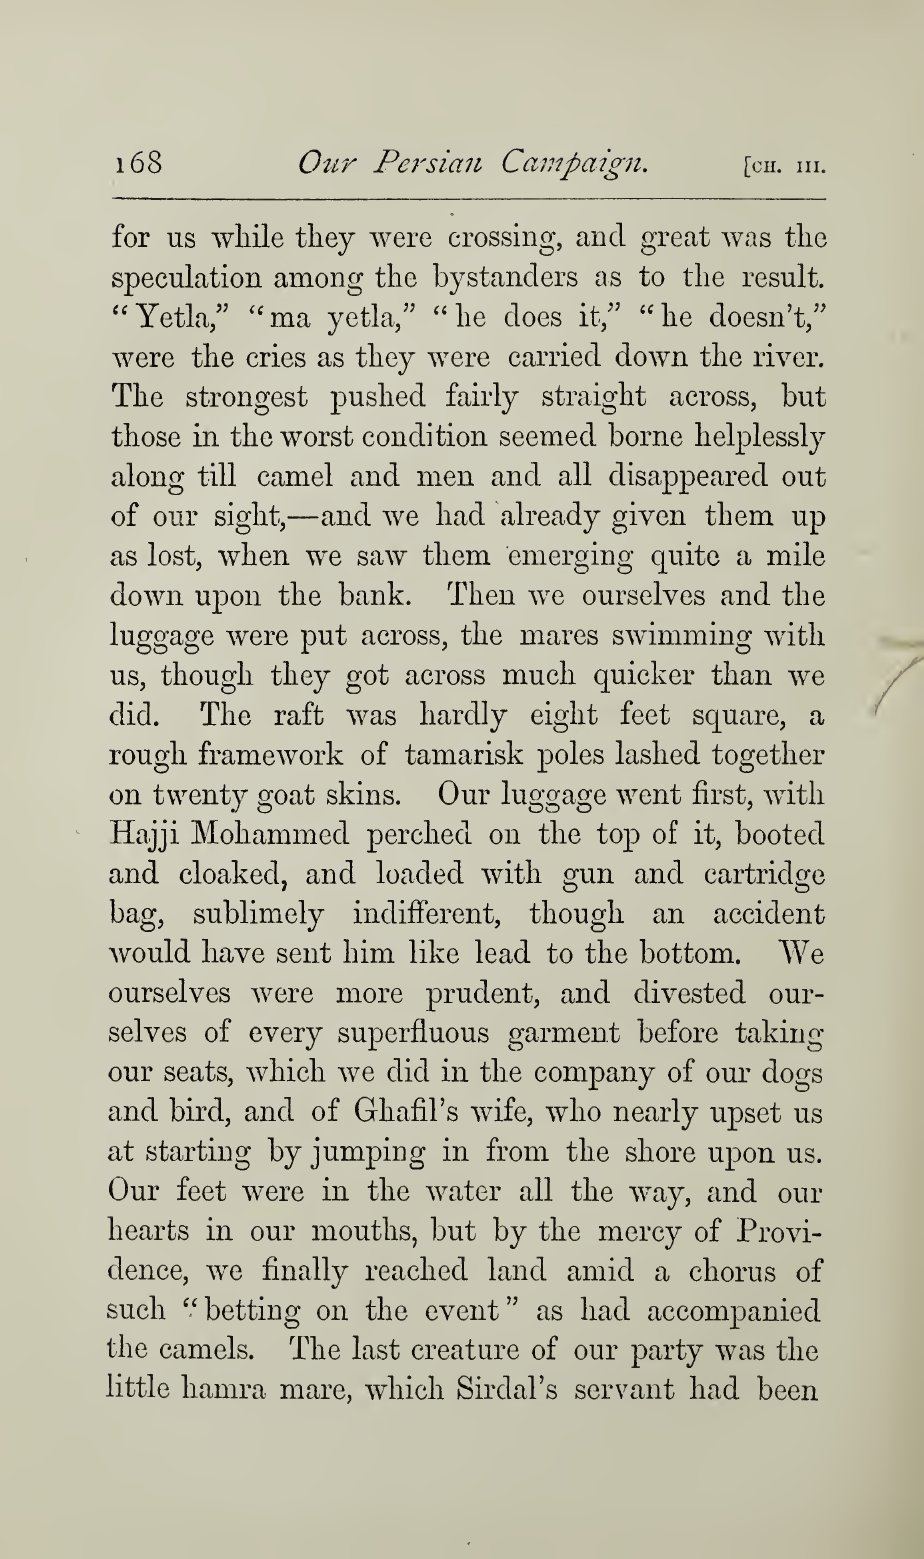 168 Our Persian Campaign. [CH. III.
for us while they were crossing, and great was the
speculation among the bystanders as to the result.
“Yetla,” “ma yetla,” “he does it,” “he doesn't,”
were the cries as they were carried down the river.
The strongest pushed fairly straight across, but
those in the worst condition seemed borne helplessly
along till camel and men and all disappeared out
of our sight,—and we had already given them up
as lost, when we saw them emerging quite a mile
down upon the bank. Then we ourselves and the
luggage were put across, the mares swimming with
us, though they got across much quicker than we
did. The raft was hardly eight feet square, a
rough framework of tamarisk poles lashed together
on twenty goat skins. Our luggage went first, with
Hajji Mohammed perched on the top of it, booted
and cloaked, and loaded with gun and cartridge
bag, sublimely indifferent, though an accident
would have sent him like lead to the bottom. We
ourselves were more prudent, and divested our-
selves of every superfluous garment before taking
our seats, which we did in the company of our dogs
and bird, and of Ghafil's wife, who nearly upset us
at starting by jumping in from the shore upon us.
Our feet were in the water all the way, and our
hearts in our mouths, but by the mercy of Provi-
dence, we finally reached land amid a chorus of
such “betting on the event” as had accompanied
the camels. The last creature of our party was the
little hamra mare, which Sirdal's servant had been